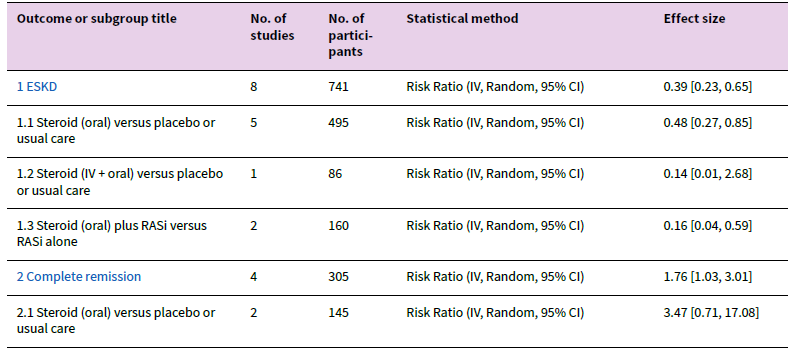 Outcome or subgroup title No. of studies No. of partici-pants Statistical method Effect size
1 ESKD 8 741 Risk Ratio (IV, Random, 95% CI) 0.39 [0.23, 0.65]
1.1 Steroid (oral) versus placebo or usual care 5 495 Risk Ratio (IV, Random, 95% CI) 0.48 [0.27, 0.85]
1.2 Steroid (IV + oral) versus placebo or usual care 1 86 Risk Ratio (IV, Random, 95% CI) 0.14 [0.01, 2.68]
1.3 Steroid (oral) plus RASi versus RASi alone 2 160 Risk Ratio (IV, Random, 95% CI) 0.16 [0.04, 0.59]
2 Complete remission 4 305 Risk Ratio (IV, Random, 95% CI) 1.76 [1.03, 3.01]
2.1 Steroid (oral) versus placebo or usual care 2 145 Risk Ratio (IV, Random, 95% CI) 3.47 [0.71, 17.08]